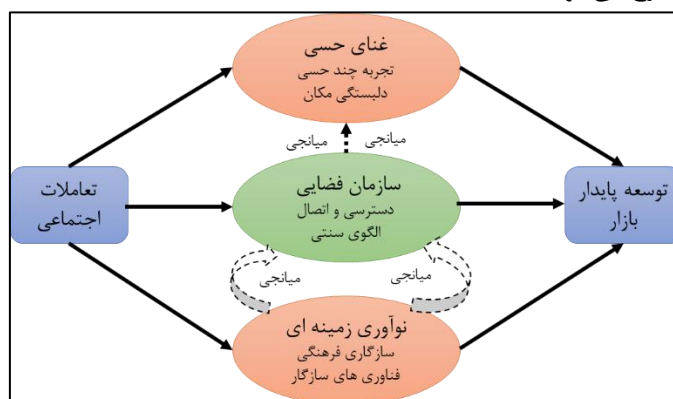 غنای حسی
تجربه چند حسی
دلبستگی مکان
میانجی
میانجی
تعاملات
اجتماعی
سازمان فضایی
دسترسی و اتصال
الگوی سنتی
توسعه پایدار
بازار
میانجی
میانجی
نوآوری زمینه ای
سازگاری فرهنگی
فناوری های سازگار